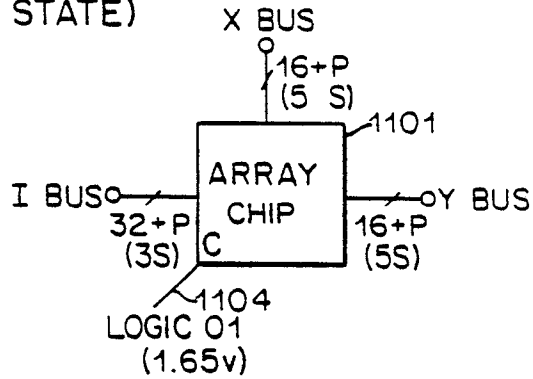 STATE)
X BUS
16+P
(5 S)
1101
ARRAY
CHIP
I BUS
32+P
(3S)
C
Y BUS
16+P
(5S)
1104
LOGIC 01
(1.65v)